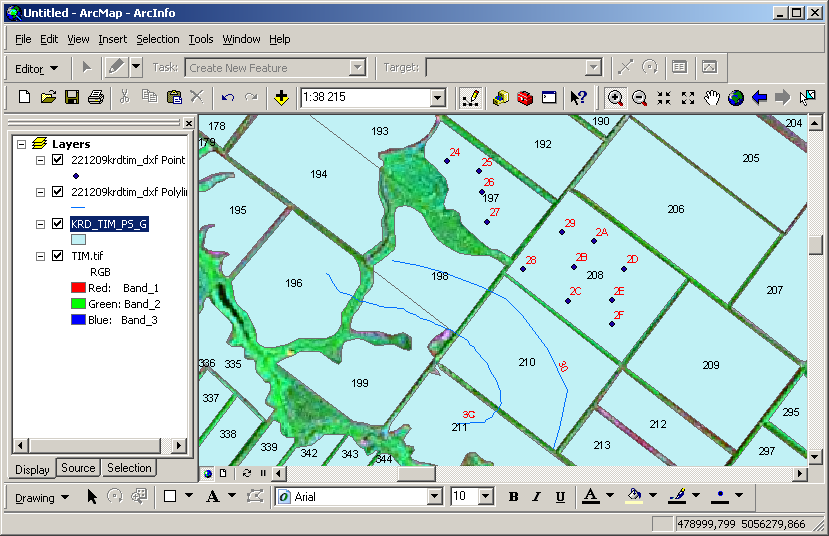 Untitled - ArcMap - ArcInfo
File Edit View Insert Selection Tools Window Help
Editor Task: Create New Feature Target:
1:38 215
Layers
221209krdtim_dxf Point
221209krdtim_dxf Polylin
KRD_TIM_P5_G
TIM.tif
RGB
Red: Band_1
Green: Band_2
Blue: Band_3
178
179
193
190
204
192
205
194
24
25
26
197
27
195
206
29
2A
28
2B
208
2D
2C
2E
2F
207
196
198
336
335
199
210
3B
209
337
338
3C
211
212
295
213
297
339
342
343
344
Display Source Selection
Drawing A Arial 10 B I U A
478999,799 5056279,866